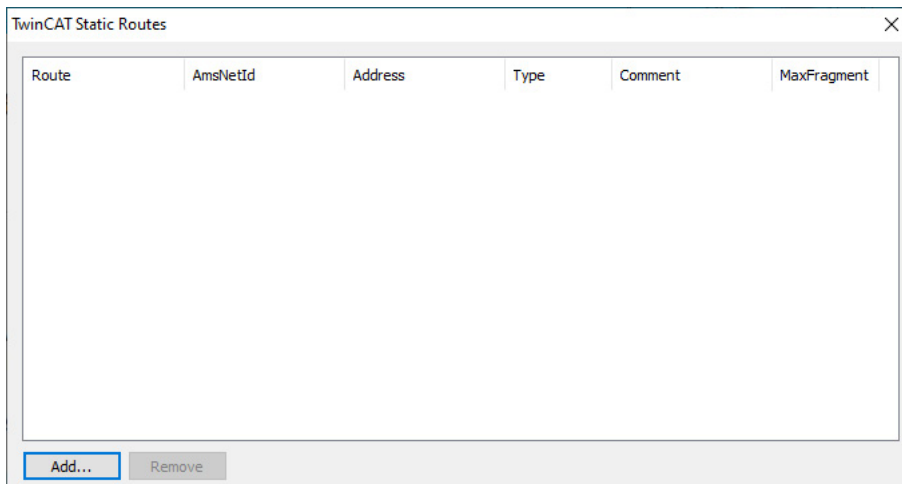 TwinCAT Static Routes
Route AmsNetId Address Type Comment MaxFragment
Add... Remove